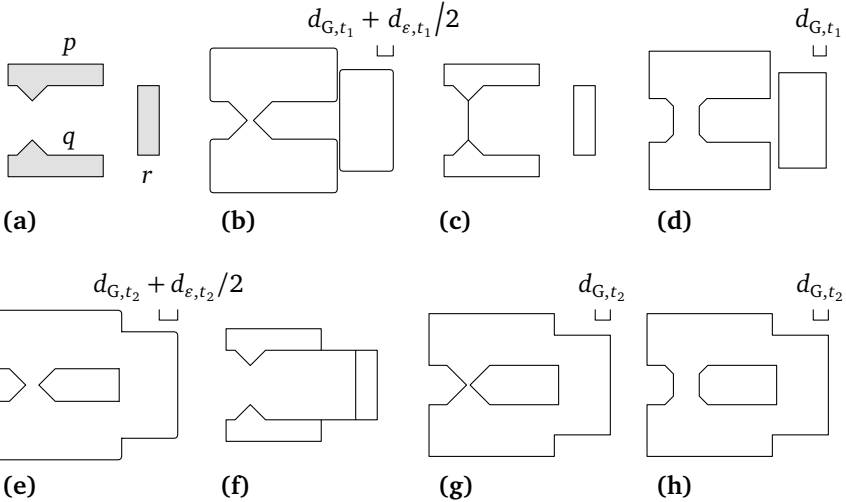 d_{G,t_1} + d_{ε,t_1}/2
d_{G,t_1}
p
q
r
(a)
(b)
(c)
(d)
d_{G,t_2} + d_{ε,t_2}/2
d_{G,t_2}
d_{G,t_2}
(e)
(f)
(g)
(h)